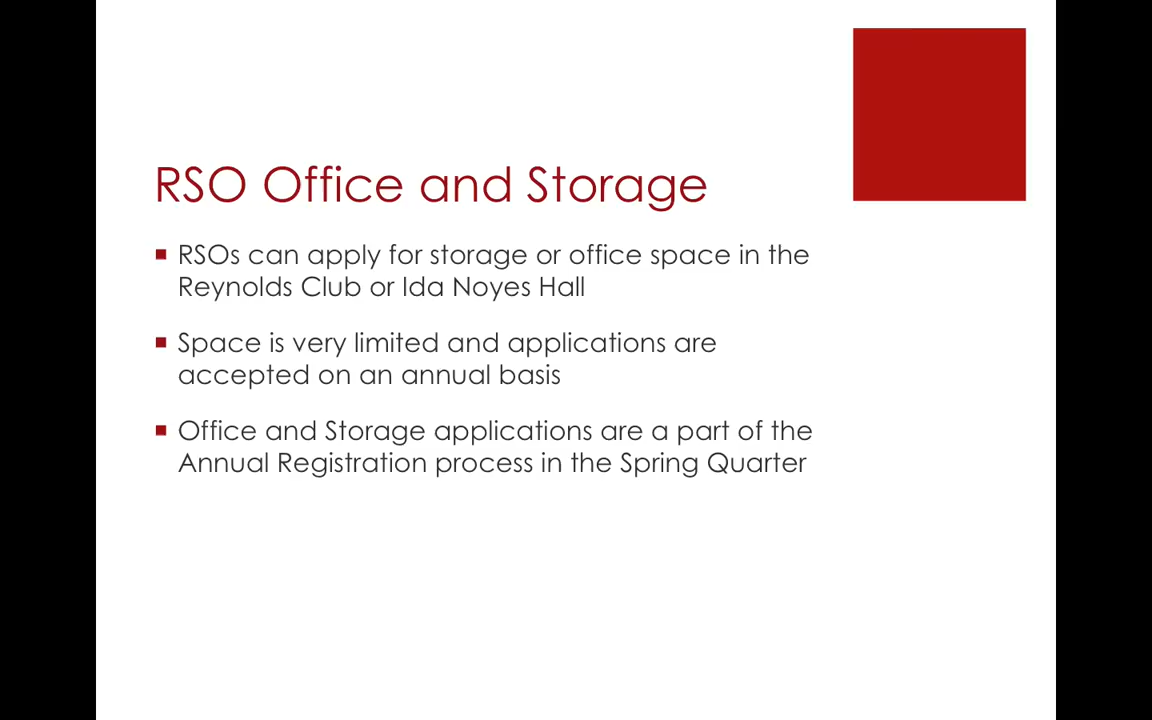 RSO Office and Storage
▪ RSOs can apply for storage or office space in the
Reynolds Club or Ida Noyes Hall
▪ Space is very limited and applications are
accepted on an annual basis
▪ Office and Storage applications are a part of the
Annual Registration process in the Spring Quarter